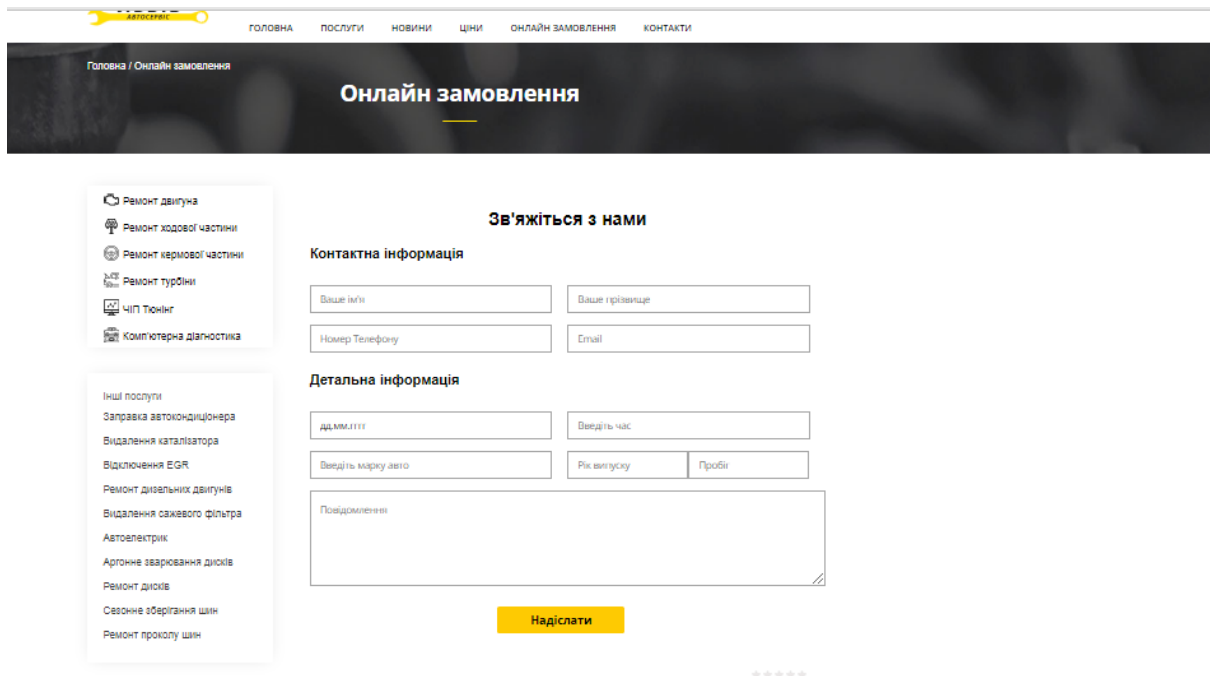 АВТОСЕРВІС
ГОЛОВНА ПОСЛУГИ НОВИНИ ЦІНИ ОНЛАЙН ЗАМОВЛЕННЯ КОНТАКТИ
Головна / Онлайн замовлення
Онлайн замовлення
Ремонт двигуна
Ремонт ходової частини
Ремонт кермової частини
Ремонт турбіни
ЧІП Тюнінг
Комп'ютерна діагностика
Інші послуги
Заправка автокондиціонера
Видалення каталізатора
Відключення EGR
Ремонт дизельних двигунів
Видалення сажевого фільтра
Автоелектрик
Аргонне зварювання дисків
Ремонт дисків
Сезонне зберігання шин
Ремонт проколу шин
Зв'яжіться з нами
Контактна інформація
Ваше ім'я Ваше прізвище
Номер Телефону Email
Детальна інформація
дд.мм.гггг Введіть час
Введіть марку авто Рік випуску Пробіг
Повідомлення
Надіслати